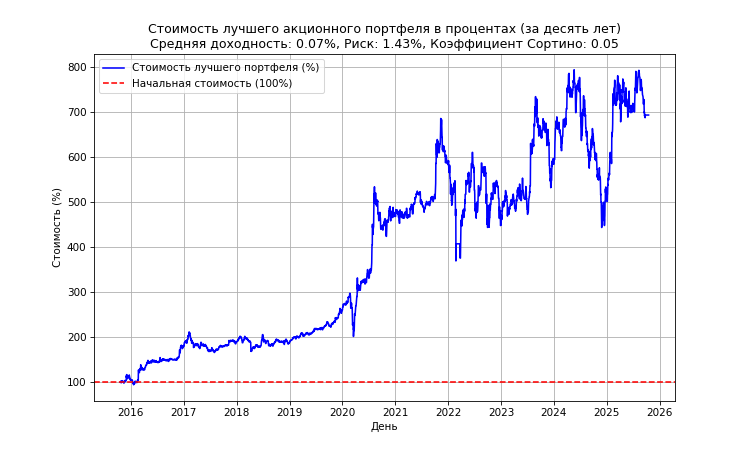 Стоимость лучшего акционного портфеля в процентах (за десять лет)
Средняя доходность: 0.07%, Риск: 1.43%, Коэффициент Сортино: 0.05
Стоимость лучшего портфеля (%)
Начальная стоимость (100%)
Стоимость (%)
800
700
600
500
400
300
200
100
2016 2017 2018 2019 2020 2021 2022 2023 2024 2025 2026
День